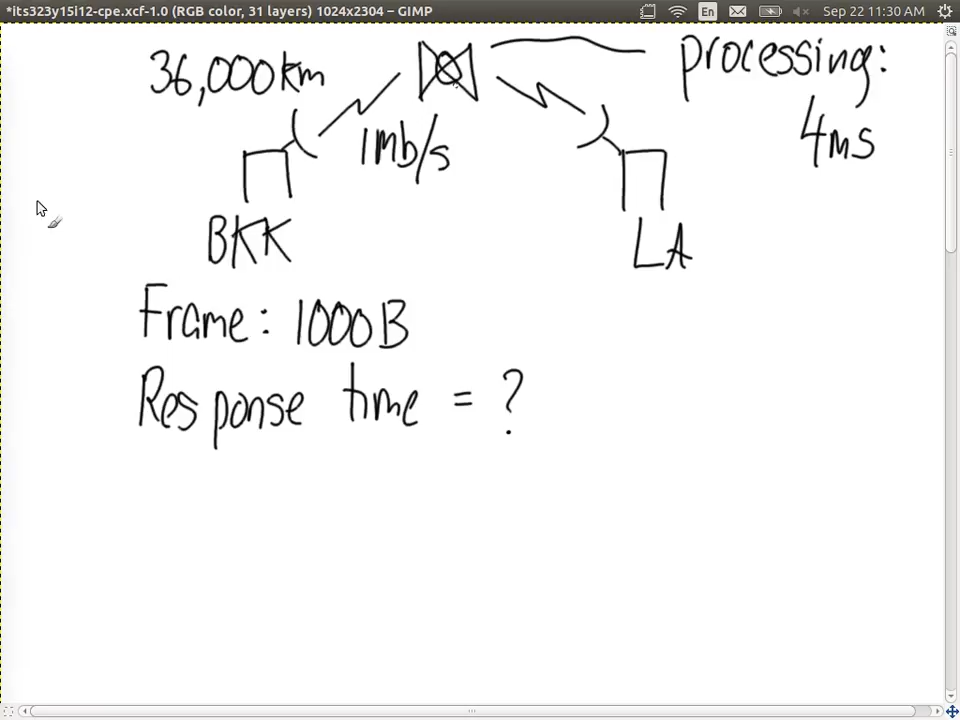 *its323y15i12-cpe.xcf-1.0 (RGB color, 31 layers) 1024x2304 – GIMP
En
Sep 22 11:30 AM
36,000km
processing:
4ms
1mb/s
BKK
LA
Frame: 1000B
Response time = ?